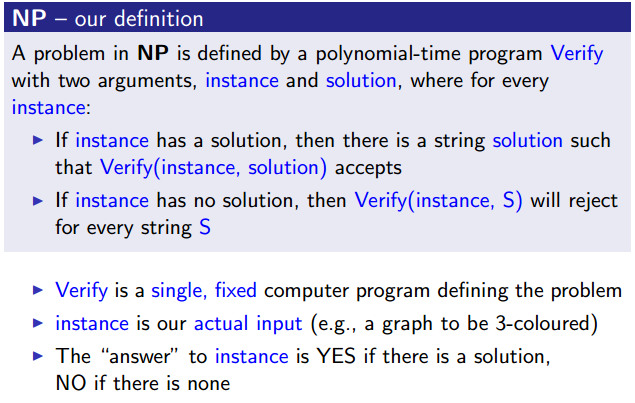 NP – our definition
A problem in NP is defined by a polynomial-time program Verify
with two arguments, instance and solution, where for every
instance:
▶ If instance has a solution, then there is a string solution such
that Verify(instance, solution) accepts
▶ If instance has no solution, then Verify(instance, S) will reject
for every string S
▶ Verify is a single, fixed computer program defining the problem
▶ instance is our actual input (e.g., a graph to be 3-coloured)
▶ The “answer” to instance is YES if there is a solution,
NO if there is none